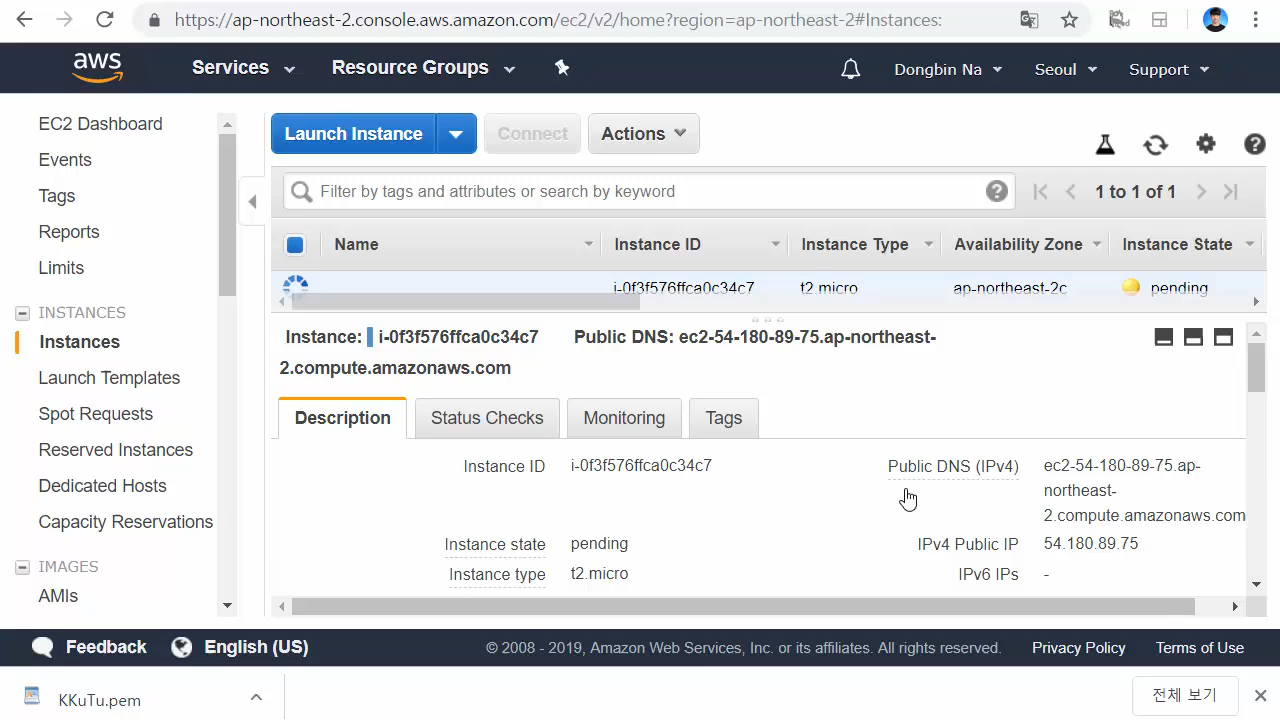 https://ap-northeast-2.console.aws.amazon.com/ec2/v2/home?region=ap-northeast-2#Instances:
aws
Services
Resource Groups
Dongbin Na
Seoul
Support
EC2 Dashboard
Events
Tags
Reports
Limits
INSTANCES
Instances
Launch Templates
Spot Requests
Reserved Instances
Dedicated Hosts
Capacity Reservations
IMAGES
AMIs
Launch Instance
Connect
Actions
Filter by tags and attributes or search by keyword
1 to 1 of 1
Name
Instance ID
Instance Type
Availability Zone
Instance State
i-0f3f576ffca0c34c7
t2.micro
ap-northeast-2c
pending
Instance: i-0f3f576ffca0c34c7 Public DNS: ec2-54-180-89-75.ap-northeast-
2.compute.amazonaws.com
Description
Status Checks
Monitoring
Tags
Instance ID
i-0f3f576ffca0c34c7
Public DNS (IPv4)
ec2-54-180-89-75.ap-
northeast-
2.compute.amazonaws.com
Instance state
pending
IPv4 Public IP
54.180.89.75
Instance type
t2.micro
IPv6 IPs
-
Feedback
English (US)
© 2008 - 2019, Amazon Web Services, Inc. or its affiliates. All rights reserved.
Privacy Policy
Terms of Use
KKuTu.pem
전체 보기